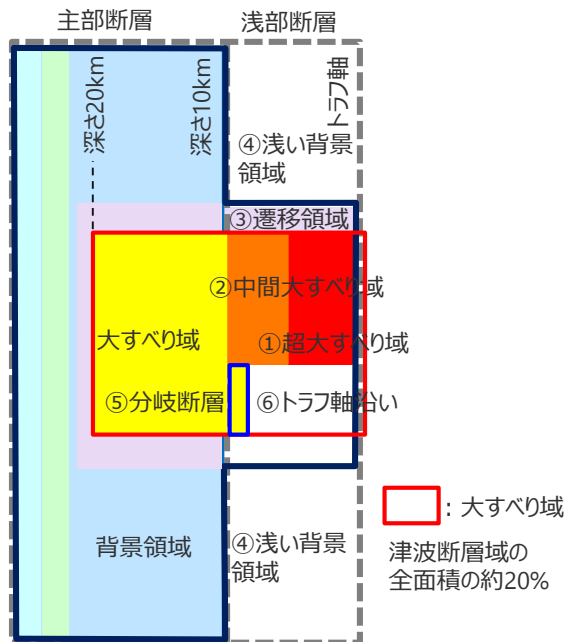 主部断層
浅部断層
深さ20km
深さ10km
トラフ軸
④浅い背景
領域
③遷移領域
②中間大すべり域
大すべり域
①超大すべり域
⑤分岐断層
⑥トラフ軸沿い
背景領域
④浅い背景
領域
:大すべり域
津波断層域の
全面積の約20%